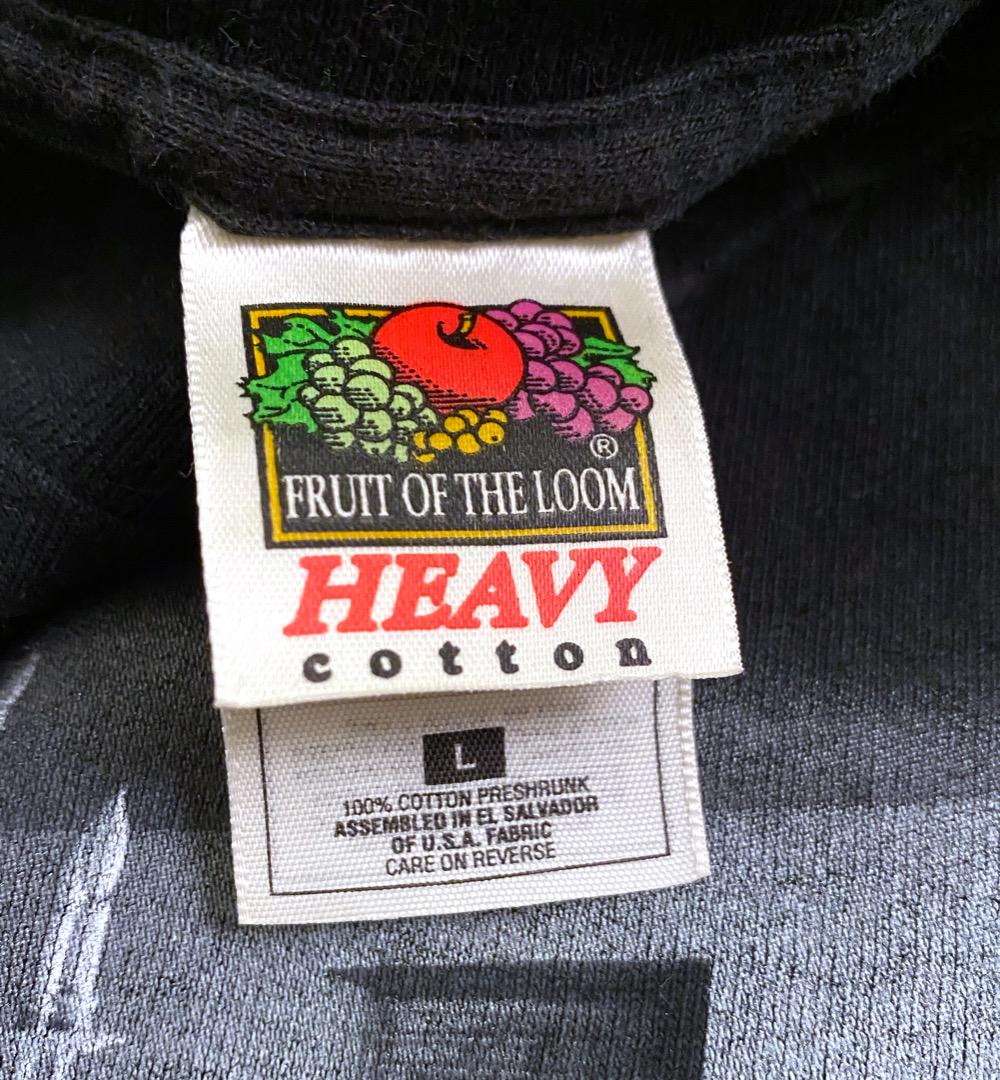 ®
FRUIT OF THE LOOM
HEAVY
cotton
L
100% COTTON PRESHRUNK
ASSEMBLED IN EL SALVADOR
OF U.S.A. FABRIC
CARE ON REVERSE